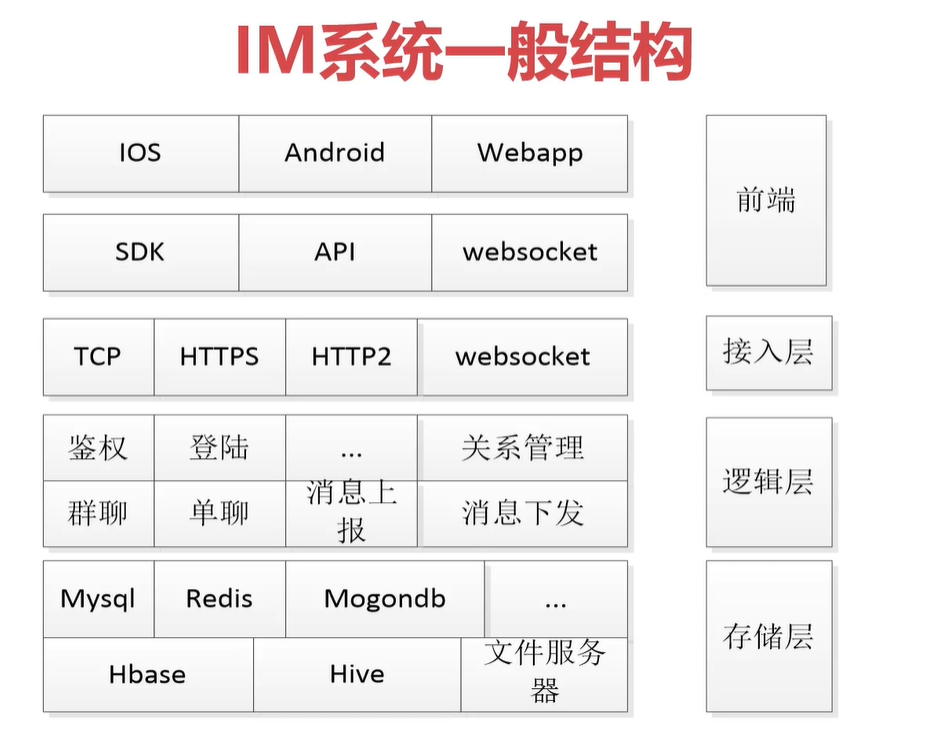 IM系统一般结构
IOS Android Webapp
前端
SDK API websocket
TCP HTTPS HTTP2 websocket
接入层
鉴权 登陆 ... 关系管理
逻辑层
群聊 单聊 消息上
报 消息下发
Mysql Redis Mogondb ...
存储层
Hbase Hive 文件服务
器